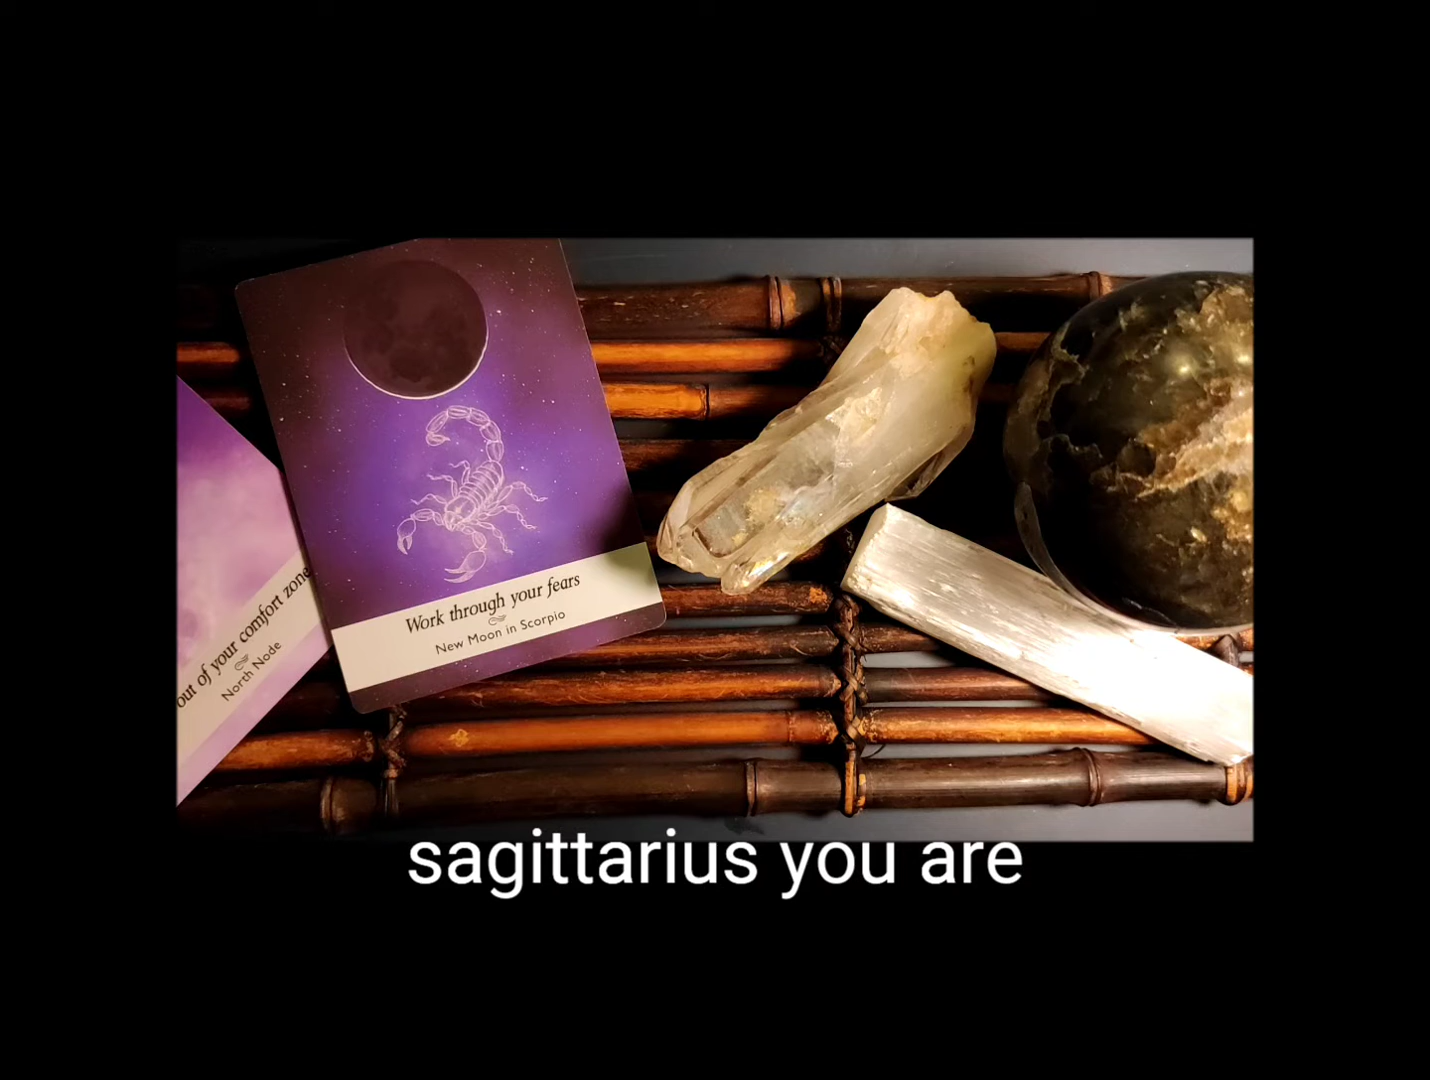 out of your comfort zone
North Node
Work through your fears
New Moon in Scorpio
sagittarius you are